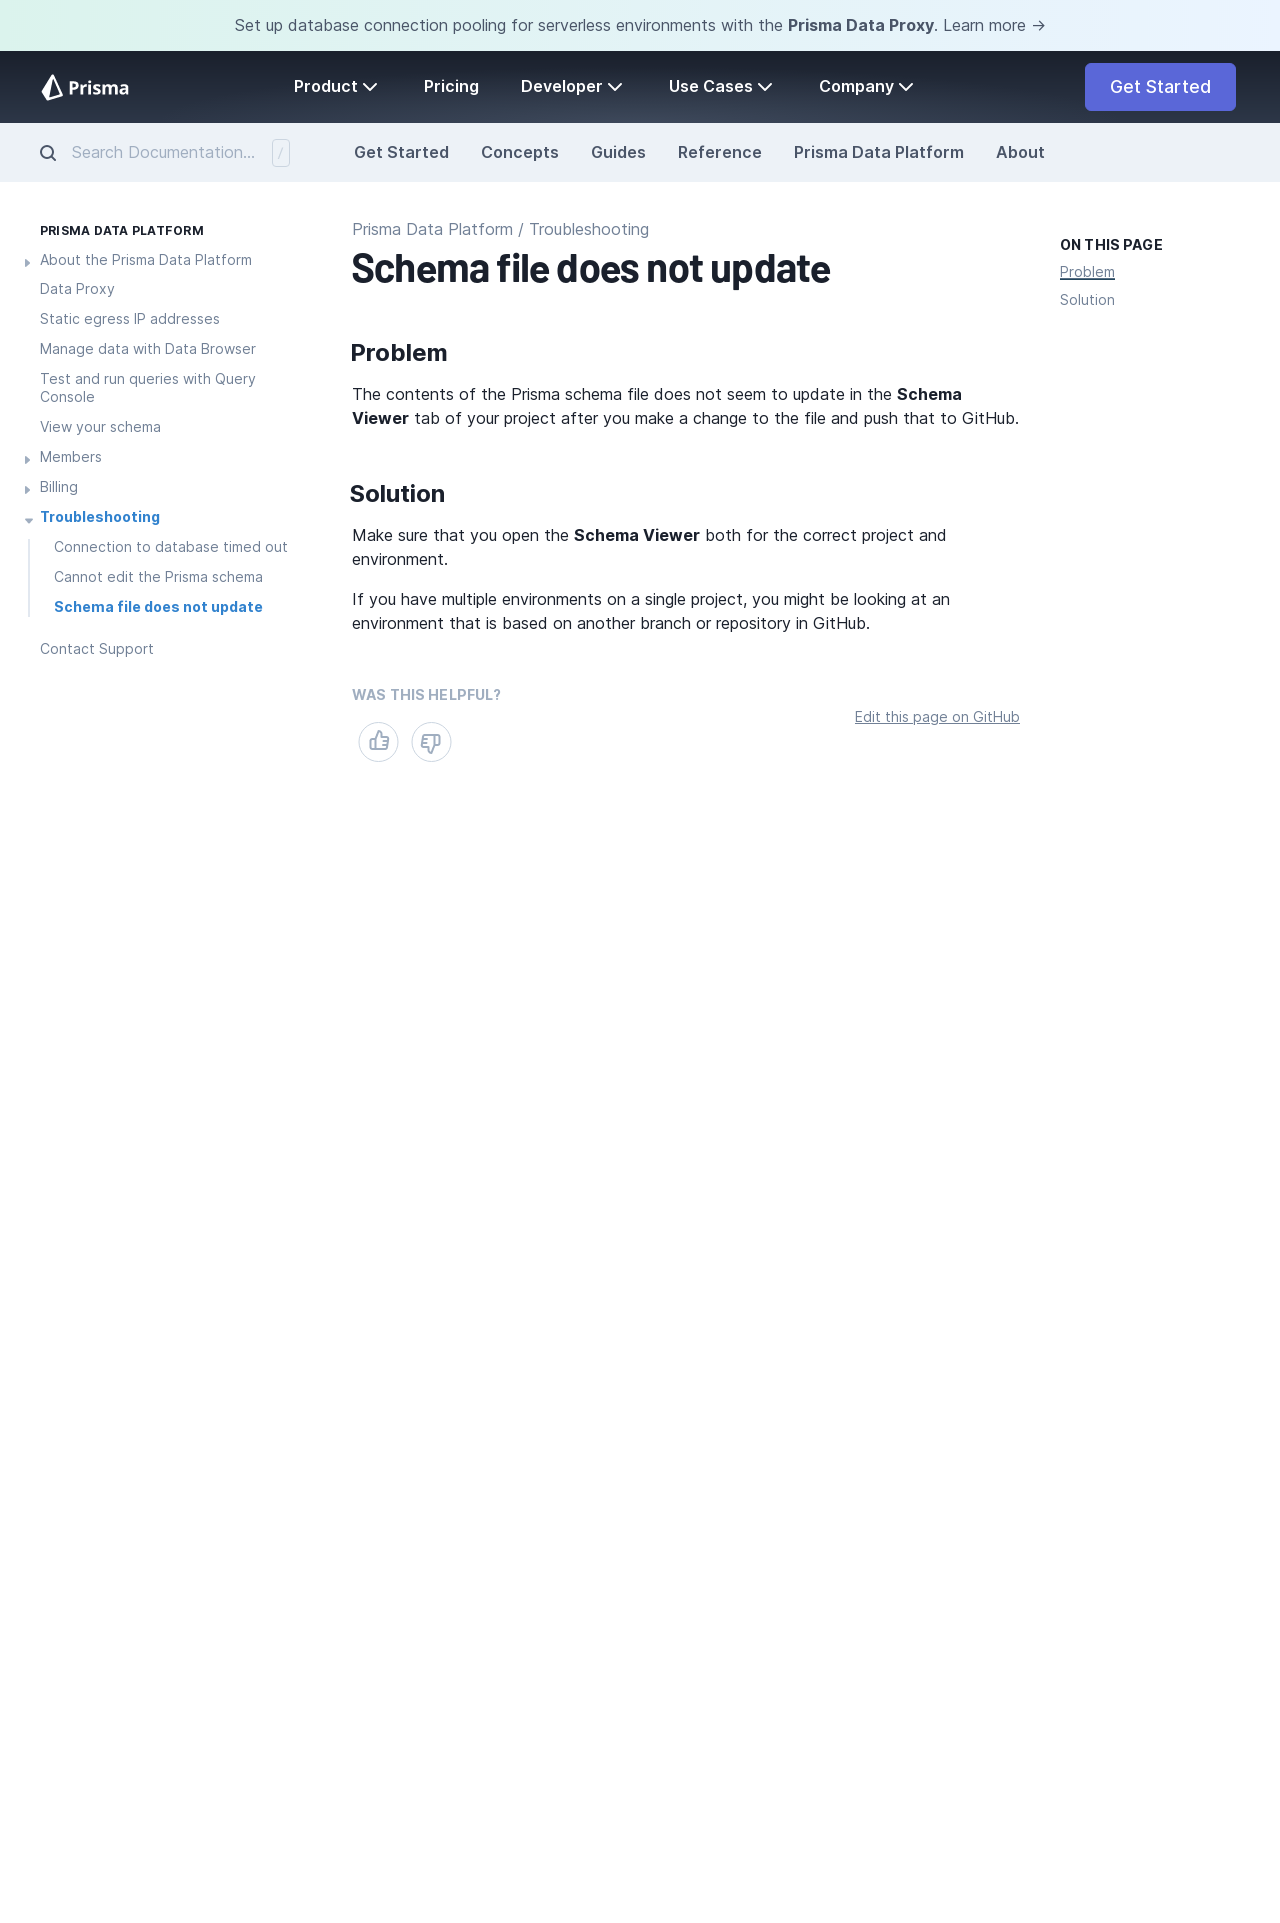 Set up database connection pooling for serverless environments with the Prisma Data Proxy. Learn more →
Prisma
Product
Pricing
Developer
Use Cases
Company
Get Started
Search Documentation...
/
Get Started
Concepts
Guides
Reference
Prisma Data Platform
About
PRISMA DATA PLATFORM
About the Prisma Data Platform
Data Proxy
Static egress IP addresses
Manage data with Data Browser
Test and run queries with Query
Console
View your schema
Members
Billing
Troubleshooting
Connection to database timed out
Cannot edit the Prisma schema
Schema file does not update
Contact Support
Prisma Data Platform / Troubleshooting
Schema file does not update
Problem
The contents of the Prisma schema file does not seem to update in the Schema
Viewer tab of your project after you make a change to the file and push that to GitHub.
Solution
Make sure that you open the Schema Viewer both for the correct project and
environment.
If you have multiple environments on a single project, you might be looking at an
environment that is based on another branch or repository in GitHub.
WAS THIS HELPFUL?
Edit this page on GitHub
ON THIS PAGE
Problem
Solution